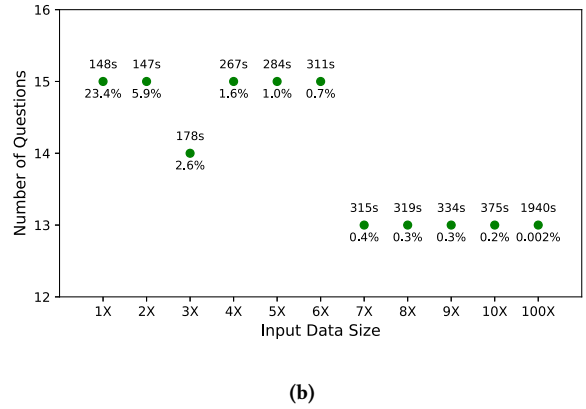 16
148s 147s 267s 284s 311s
15
23.4% 5.9% 1.6% 1.0% 0.7%
178s
14
2.6%
315s 319s 334s 375s 1940s
13
0.4% 0.3% 0.3% 0.2% 0.002%
12
Number of Questions
1X 2X 3X 4X 5X 6X 7X 8X 9X 10X 100X
Input Data Size
(b)